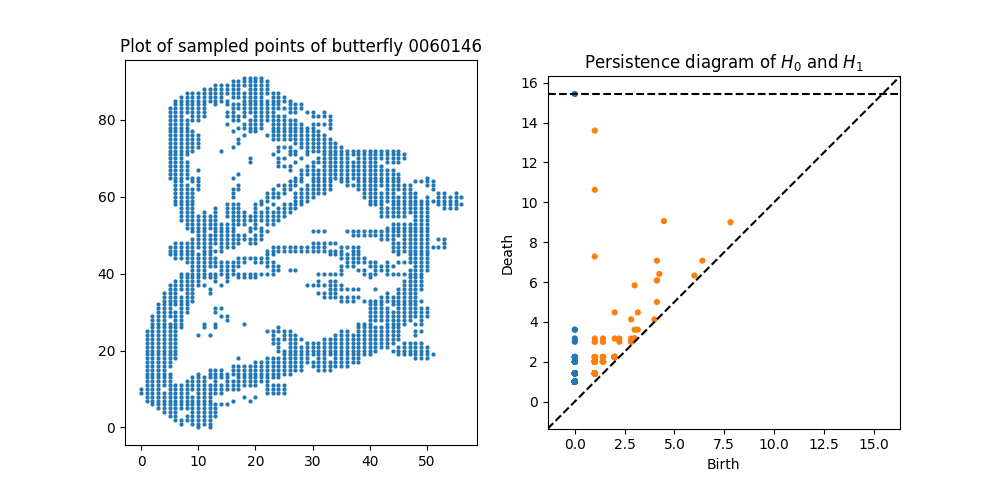 Plot of sampled points of butterfly 0060146
80
60
40
20
0
0 10 20 30 40 50
Persistence diagram of H₀ and H₁
16
14
12
10
8
6
4
2
0
Death
0.0 2.5 5.0 7.5 10.0 12.5 15.0
Birth